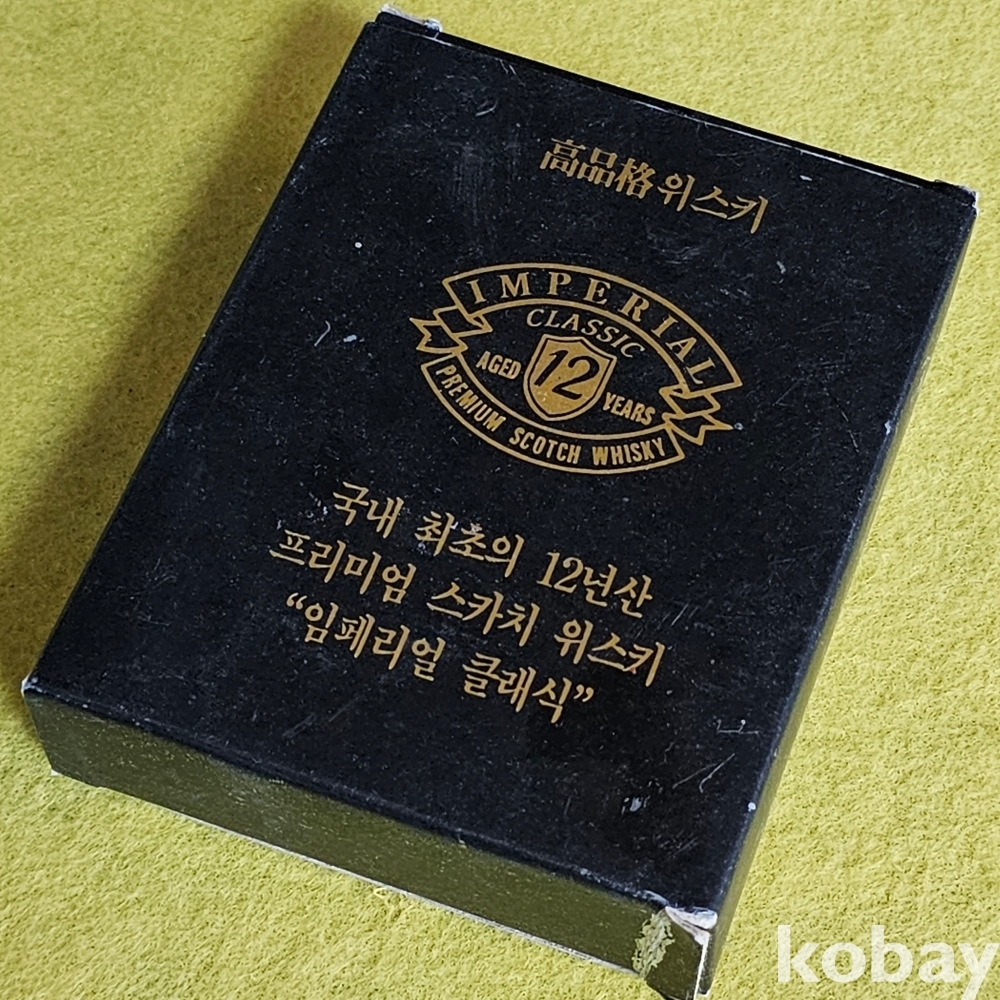 高品格 위스키
IMPERIAL
CLASSIC
AGED 12 YEARS
PREMIUM SCOTCH WHISKY
국내 최초의 12년산
프리미엄 스카치 위스키
“임페리얼 클래식”
kobay